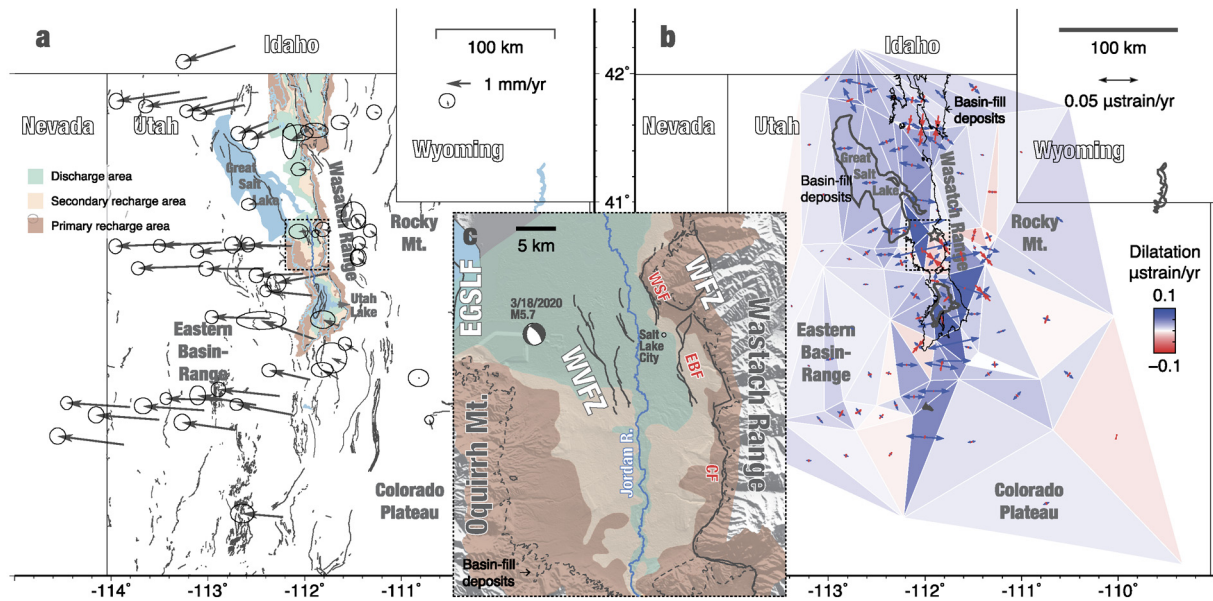 a
Idaho
100 km
1 mm/yr
Nevada
Utah
Wyoming
Discharge area
Secondary recharge area
Primary recharge area
Great
Salt
Lake
Wasatch Range
Rocky
Mt.
Utah
Lake
Eastern
Basin-
Range
Colorado
Plateau
-114
-113
-112
-111
42°
41°
b
Idaho
100 km
0.05 µstrain/yr
Basin-fill
deposits
Nevada
Utah
Wyoming
Great
Salt
Lake
Basin-fill
deposits
Wasatch Range
Rocky
Mt.
Dilatation
µstrain/yr
0.1
–0.1
Eastern
Basin-
Range
Colorado
Plateau
-113°
-112°
-111°
-110°
c
5 km
EGSLF
3/18/2020
M5.7
WSF
WFZ
Salt
Lake
City
EBF
WVFZ
Wastach Range
Jordan R.
CF
Oquirrh Mt.
Basin-fill
deposits